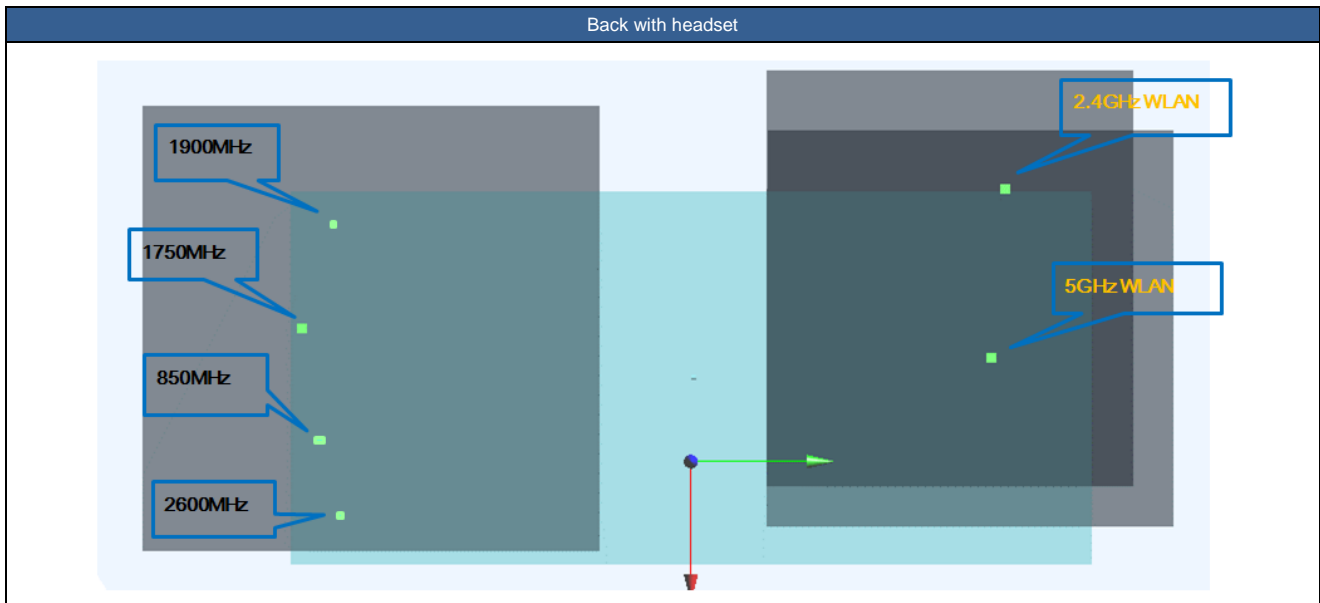 Back with headset
2.4GHz WLAN
1900MHz
1750MHz
5GHz WLAN
850MHz
2600MHz